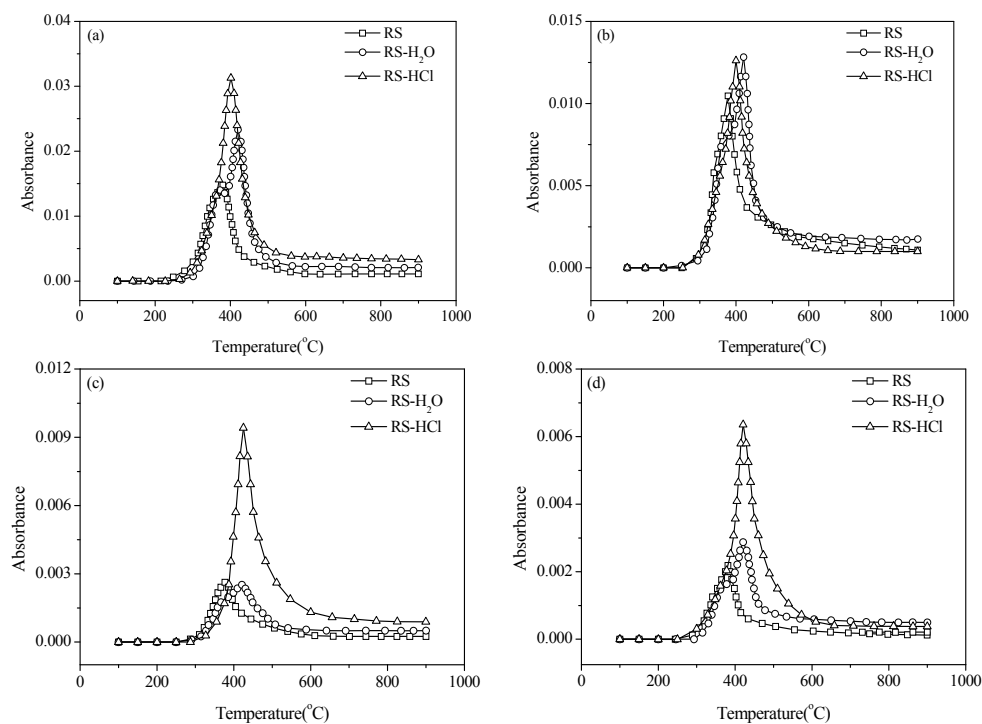 (a)
RS
RS-H₂O
RS-HCl
0.04
0.03
0.02
0.01
0.00
Absorbance
0 200 400 600 800 1000
Temperature(°C)
(b)
RS
RS-H₂O
RS-HCl
0.015
0.010
0.005
0.000
Absorbance
0 200 400 600 800 1000
Temperature(°C)
(c)
RS
RS-H₂O
RS-HCl
0.012
0.009
0.006
0.003
0.000
Absorbance
0 200 400 600 800 1000
Temperature(°C)
(d)
RS
RS-H₂O
RS-HCl
0.008
0.006
0.004
0.002
0.000
Absorbance
0 200 400 600 800 1000
Temperature(°C)